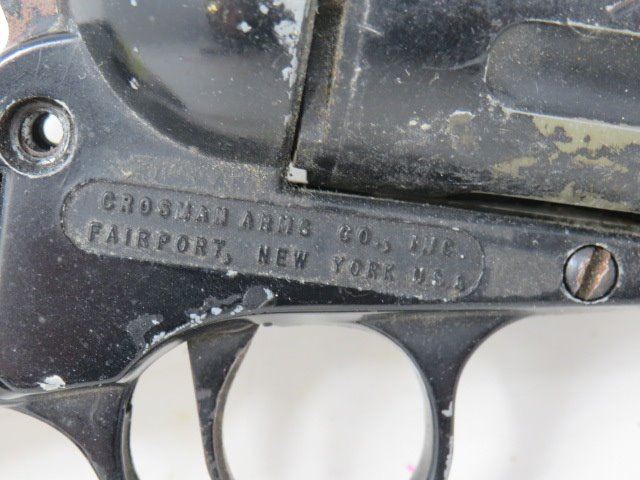 CROSMAN ARMS CO., INC.
FAIRPORT, NEW YORK U.S.A